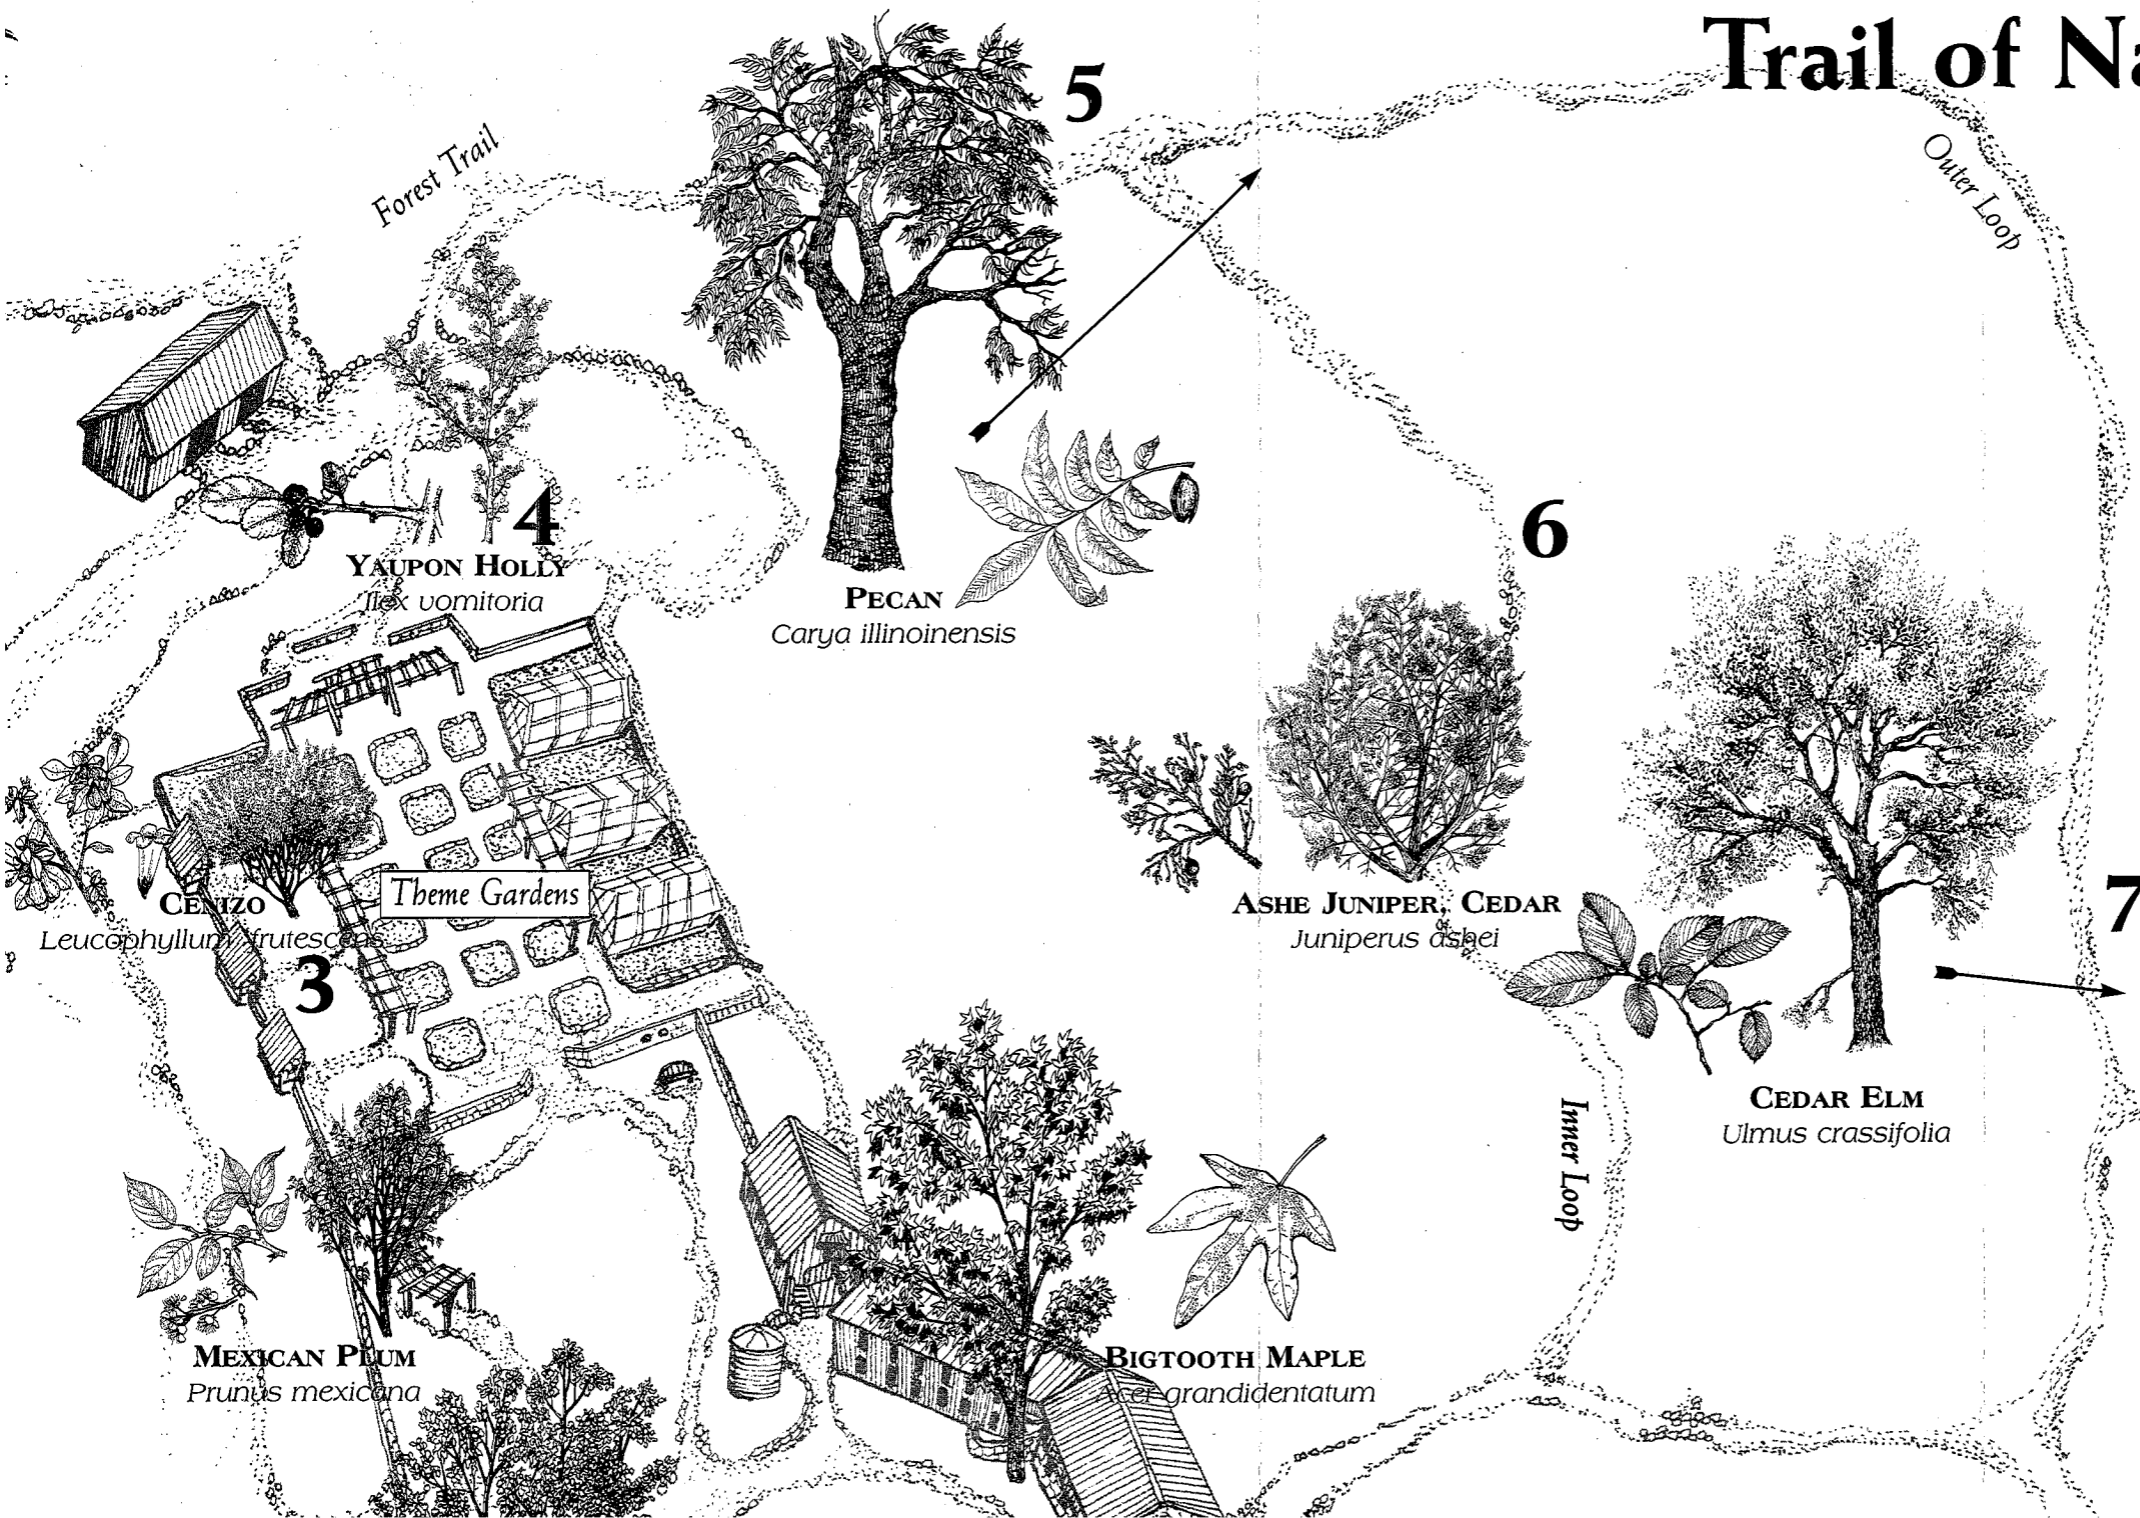 Trail of Na
5
Outer Loop
Forest Trail
6
4
YAUPON HOLLY
Ilex vomitoria
PECAN
Carya illinoinensis
7
Theme Gardens
CENIZO
Leucophyllum frutescens
3
ASHE JUNIPER, CEDAR
Juniperus ashei
CEDAR ELM
Ulmus crassifolia
Inner Loop
MEXICAN PLUM
Prunus mexicana
BIGTOOTH MAPLE
Acer grandidentatum